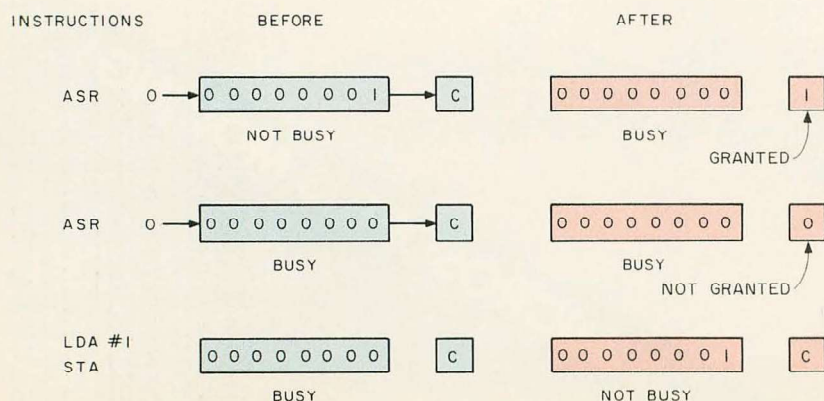 INSTRUCTIONS BEFORE AFTER
ASR 0 0 0 0 0 0 0 0 1 C 0 0 0 0 0 0 0 0 1
NOT BUSY BUSY
GRANTED
ASR 0 0 0 0 0 0 0 0 0 C 0 0 0 0 0 0 0 0 0
BUSY BUSY
NOT GRANTED
LDA #1
STA
0 0 0 0 0 0 0 0 C 0 0 0 0 0 0 0 1 C
BUSY NOT BUSY